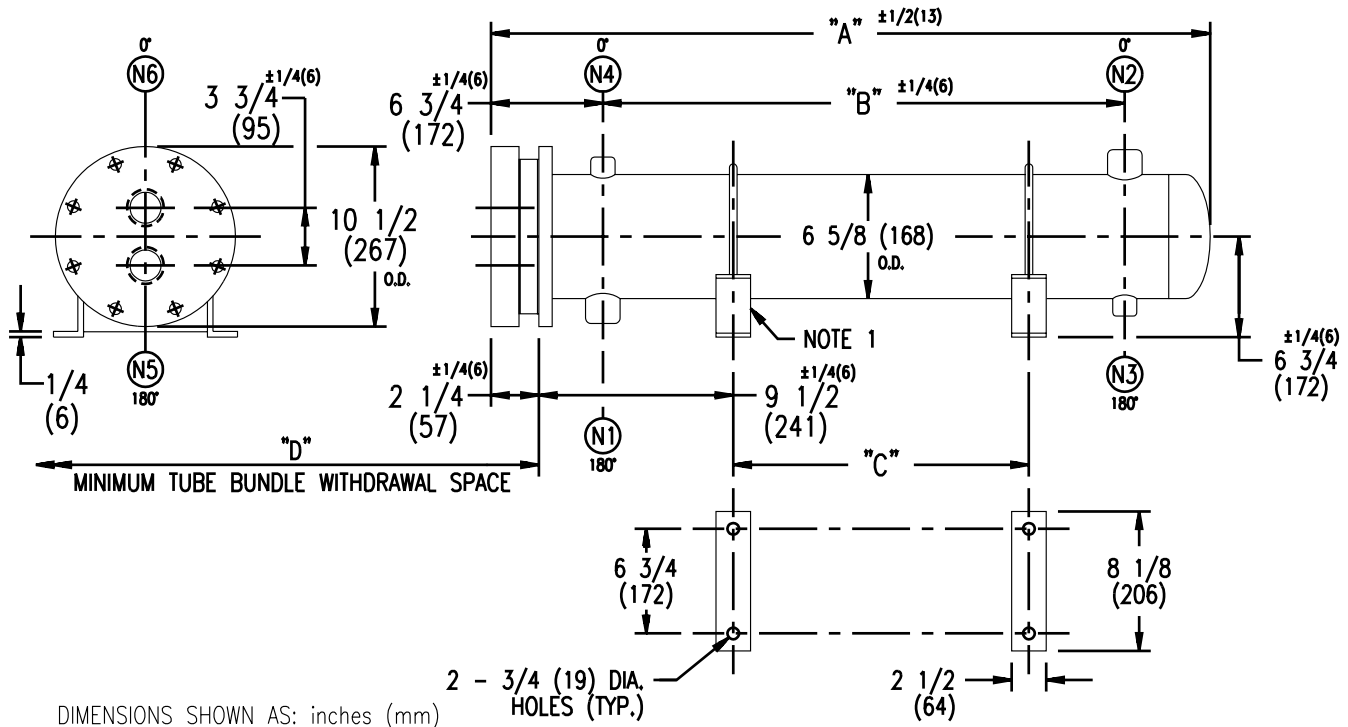 "A" ±1/2(13)
0°
N6
3 3/4 ±1/4(6)
(95)
10 1/2
(267)
O.D.
1/4
(6)
N5
180°
±1/4(6)
6 3/4
(172)
0°
N4
"B" ±1/4(6)
0°
N2
6 5/8 (168)
O.D.
NOTE 1
±1/4(6)
6 3/4
(172)
N3
180°
±1/4(6)
2 1/4
(57)
±1/4(6)
9 1/2
(241)
N1
180°
"D"
MINIMUM TUBE BUNDLE WITHDRAWAL SPACE
"C"
6 3/4
(172)
8 1/8
(206)
2 - 3/4 (19) DIA.
HOLES (TYP.)
2 1/2
(64)
DIMENSIONS SHOWN AS: inches (mm)